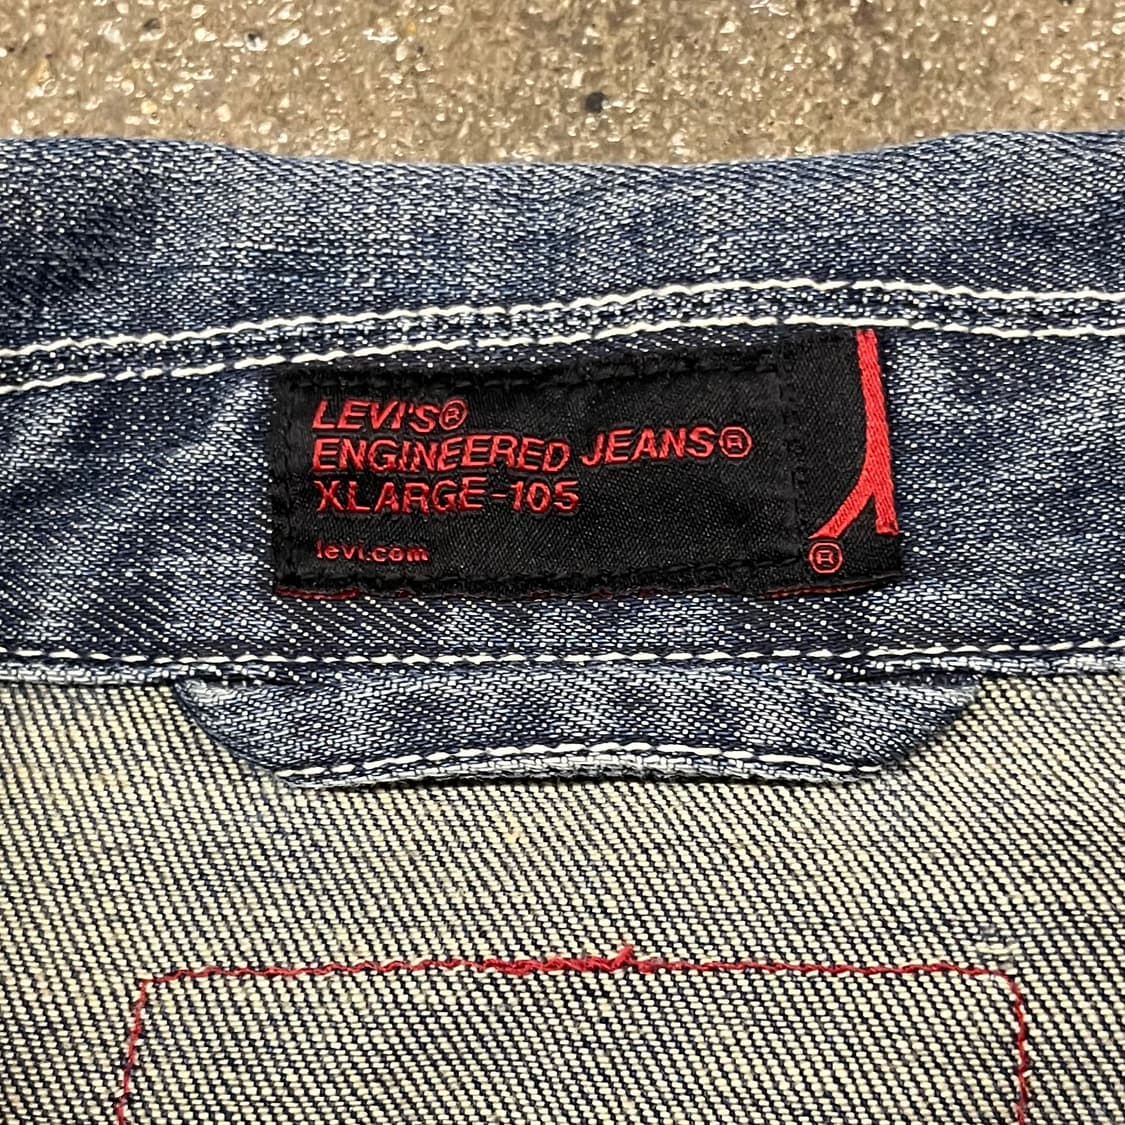 LEVI'S®
ENGINEERED JEANS®
XLARGE-105
levi.com
®